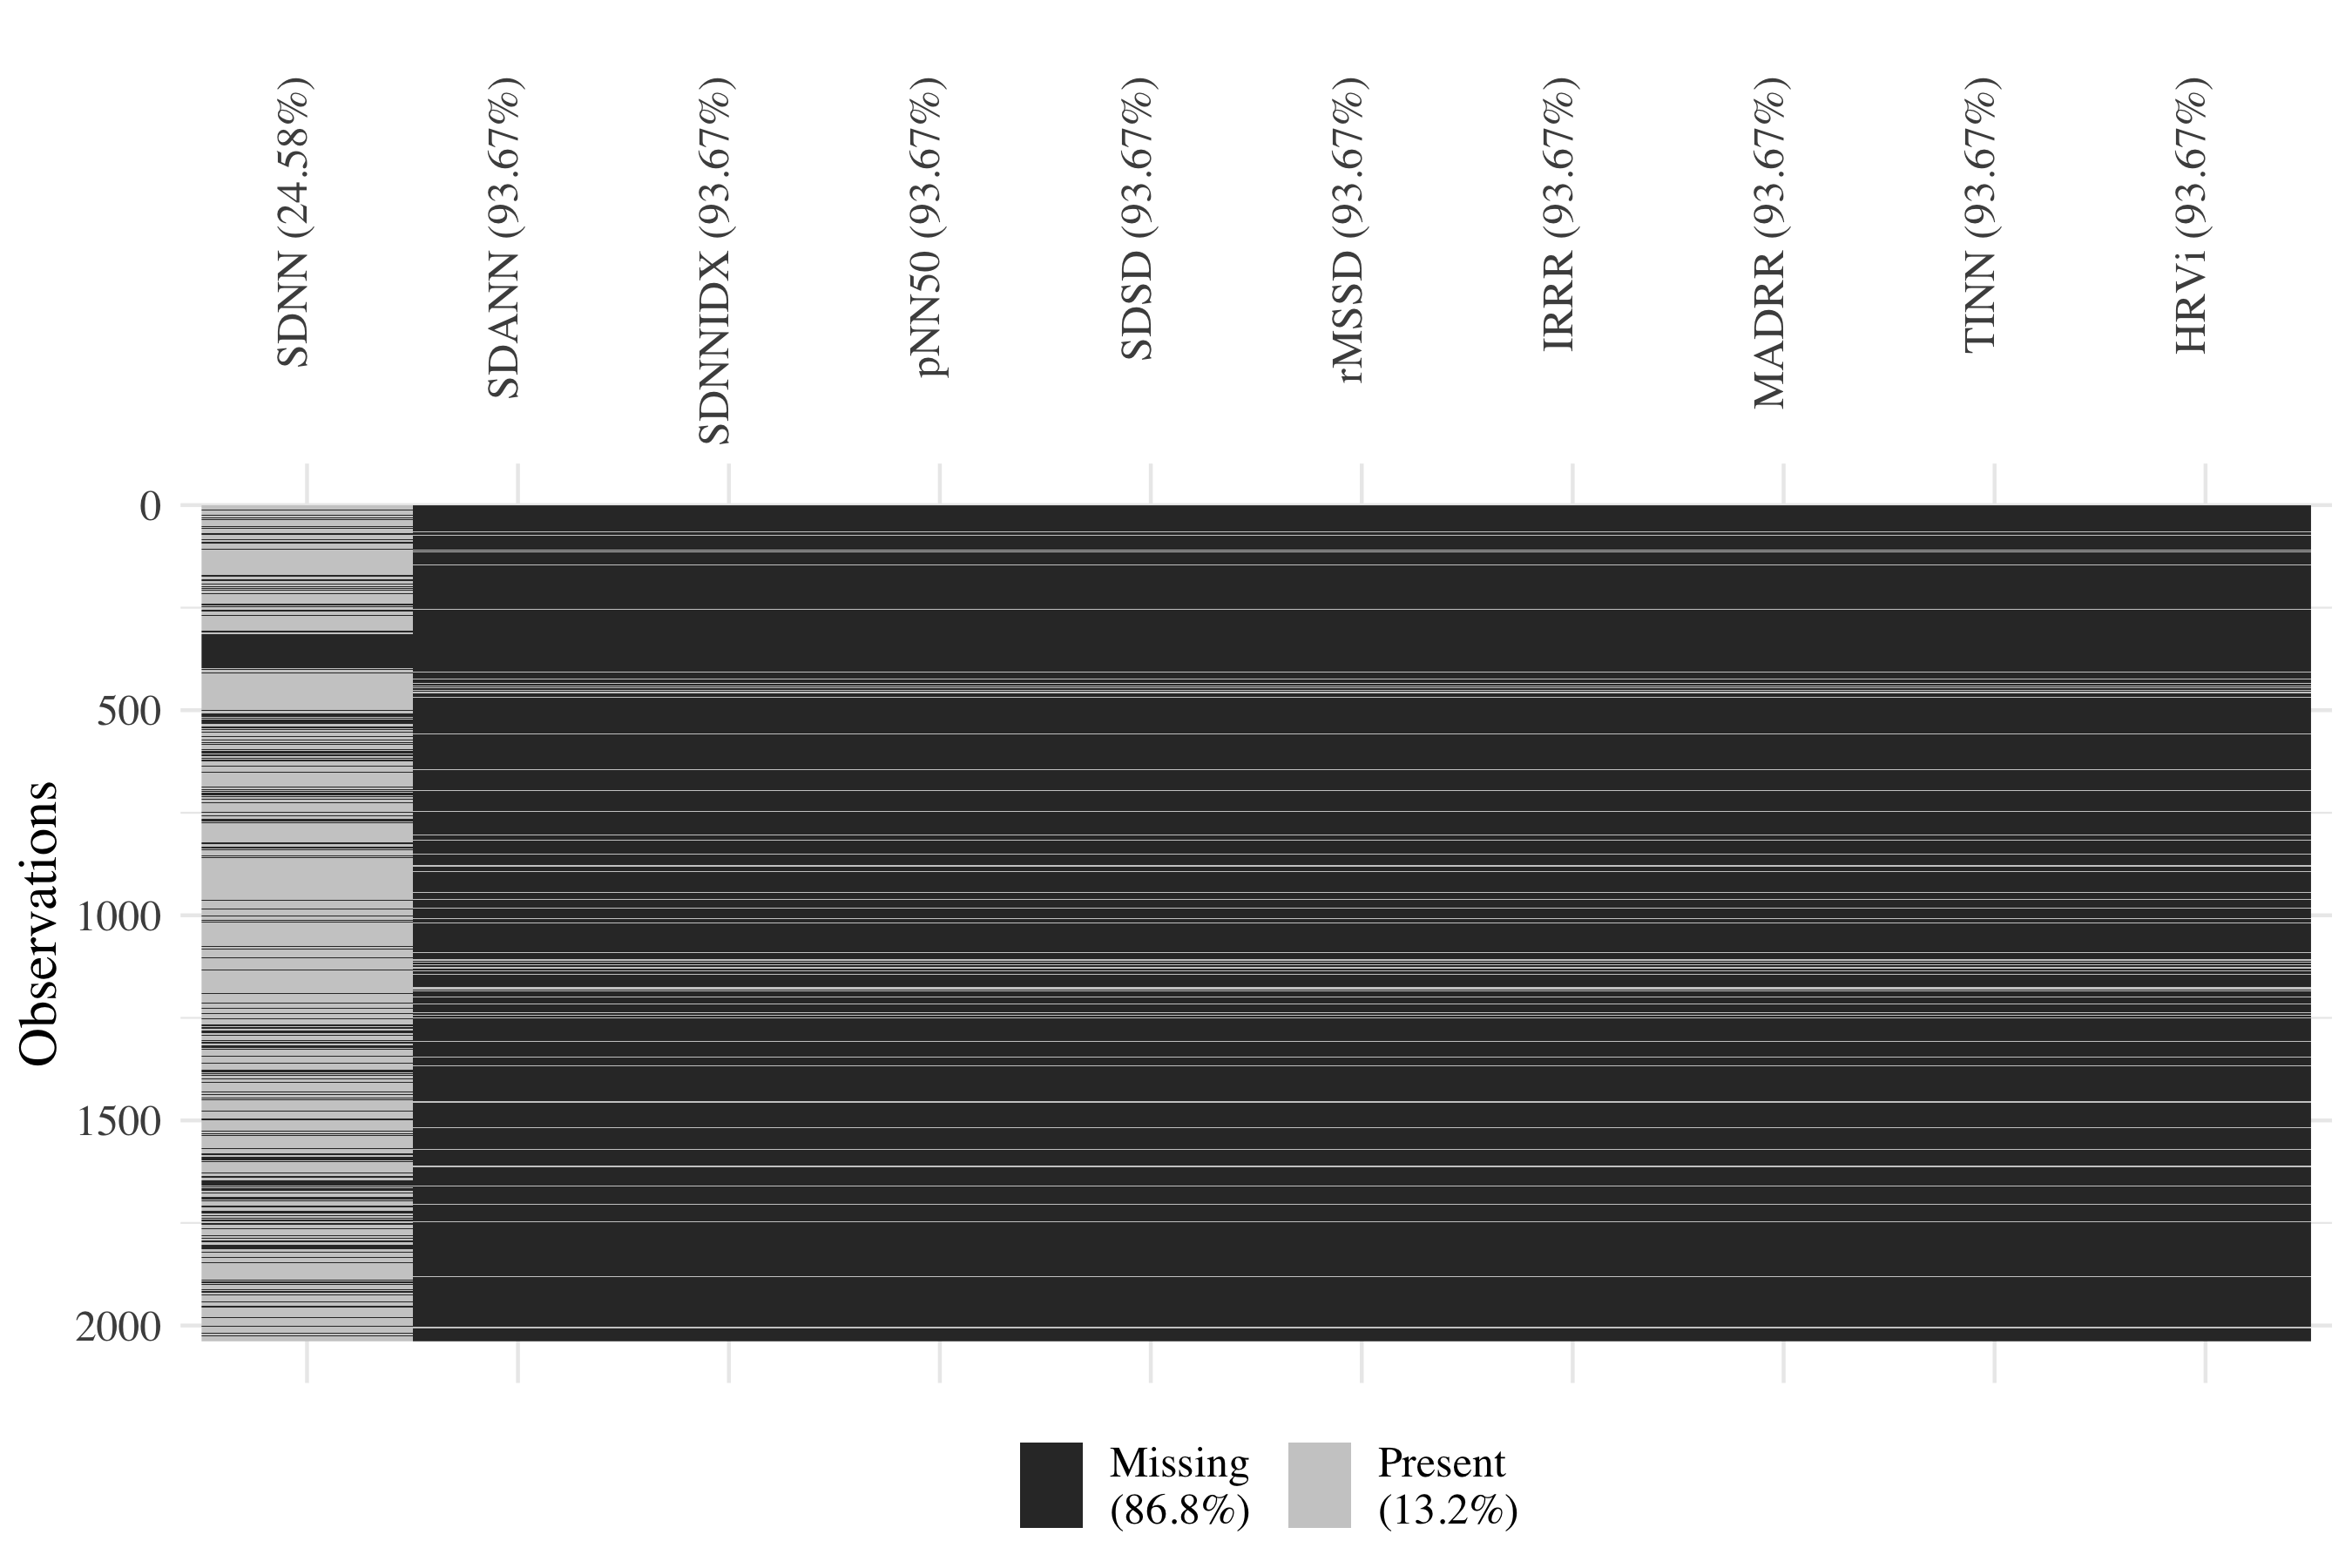 SDNN (24.58%)
SDANN (93.67%)
SDNNIDX (93.67%)
pNN50 (93.67%)
SDSD (93.67%)
rMSSD (93.67%)
IRRR (93.67%)
MADRR (93.67%)
TINN (93.67%)
HRVi (93.67%)
Observations
0
500
1000
1500
2000
Missing
(86.8%)
Present
(13.2%)